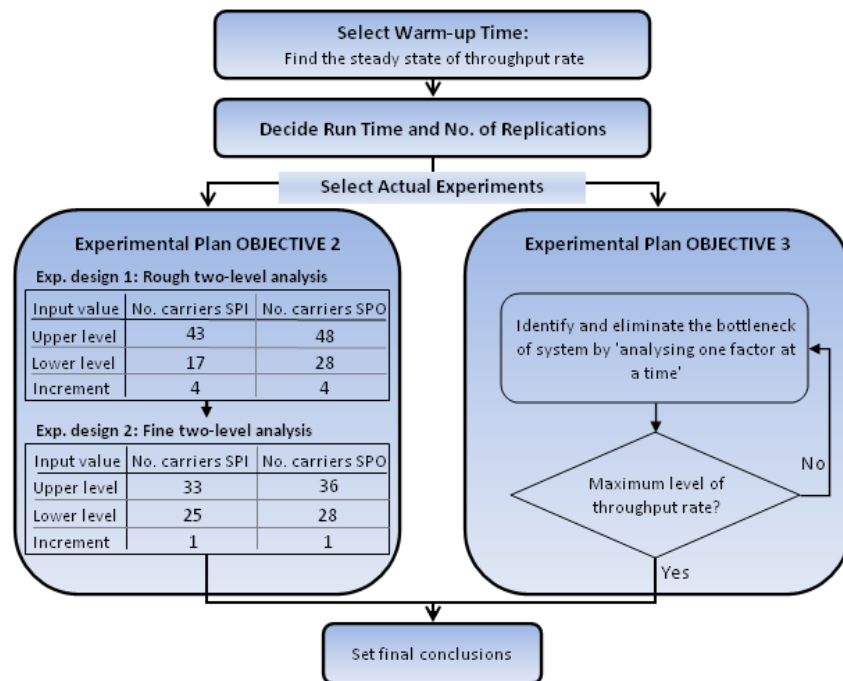 Select Warm-up Time:
Find the steady state of throughput rate
Decide Run Time and No. of Replications
Select Actual Experiments
Experimental Plan OBJECTIVE 2
Exp. design 1: Rough two-level analysis
Input value No. carriers SPI No. carriers SPO
Upper level 43 48
Lower level 17 28
Increment 4 4
Exp. design 2: Fine two-level analysis
Input value No. carriers SPI No. carriers SPO
Upper level 33 36
Lower level 25 28
Increment 1 1
Experimental Plan OBJECTIVE 3
Identify and eliminate the bottleneck
of system by 'analysing one factor at
a time'
Maximum level of
throughput rate?
No
Yes
Set final conclusions